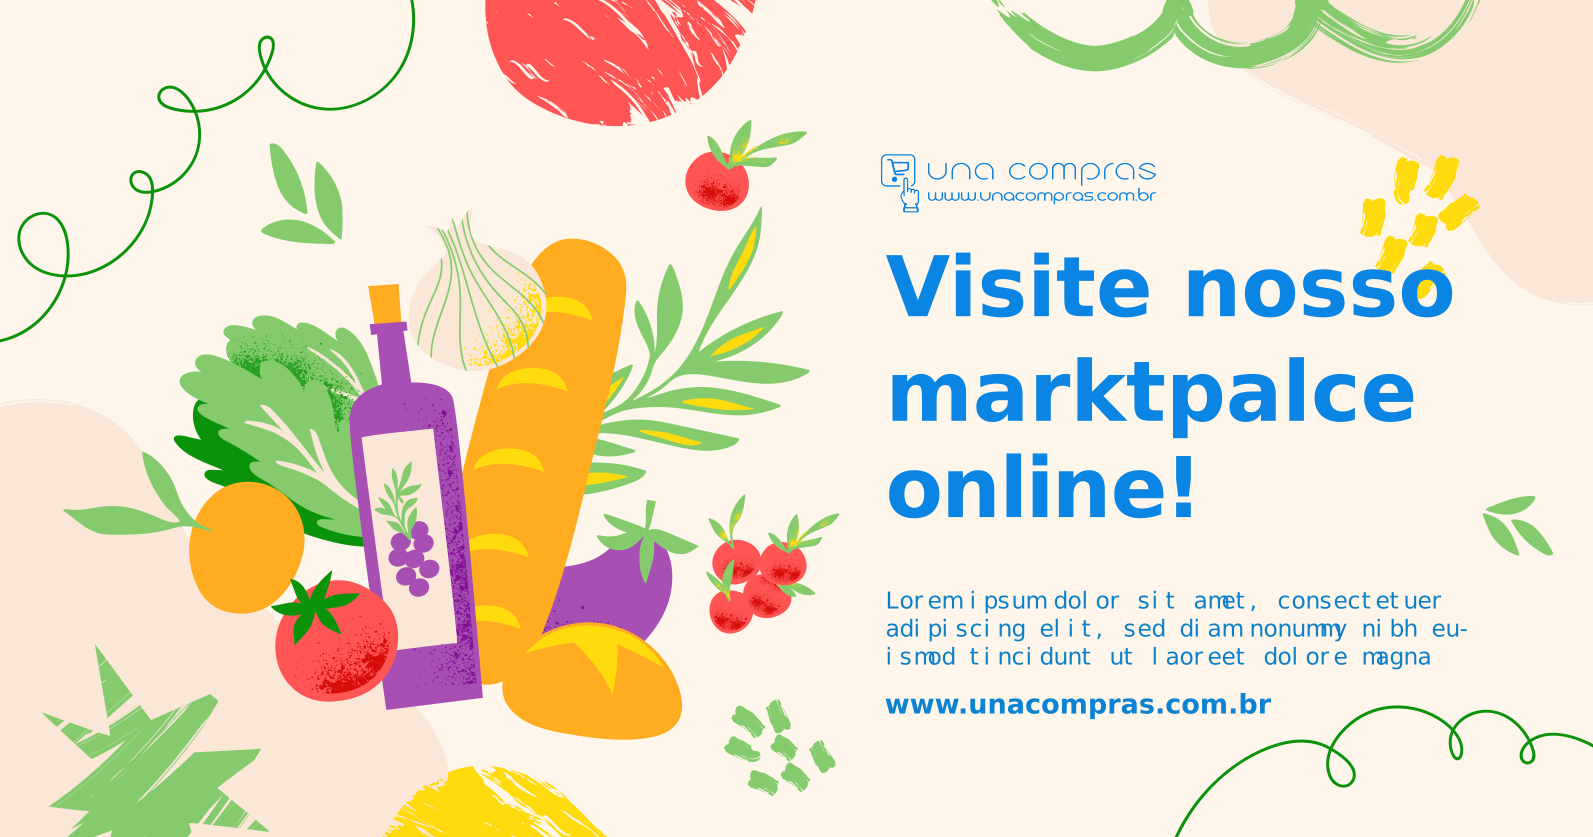 una compras
www.unacompras.com.br
Visite nosso
marktpalce
online!
Lorem ipsum dolor sit amet, consectetuer
adipiscing elit, sed diam nonummy nibh eu-
ismod tincidunt ut laoreet dolore magna
www.unacompras.com.br